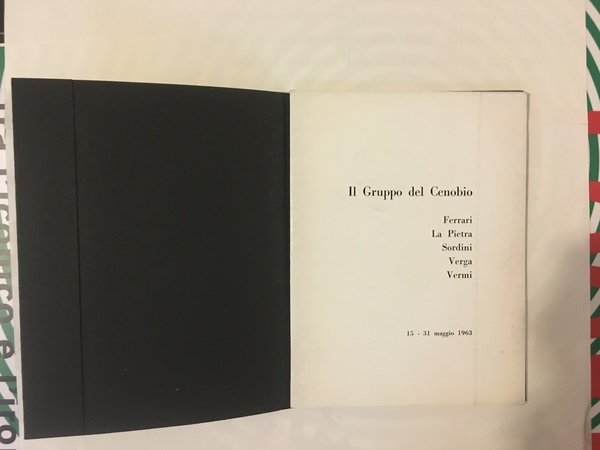 Il Gruppo del Cenobio
Ferrari
La Pietra
Sordini
Verga
Vermi
15 - 31 maggio 1963